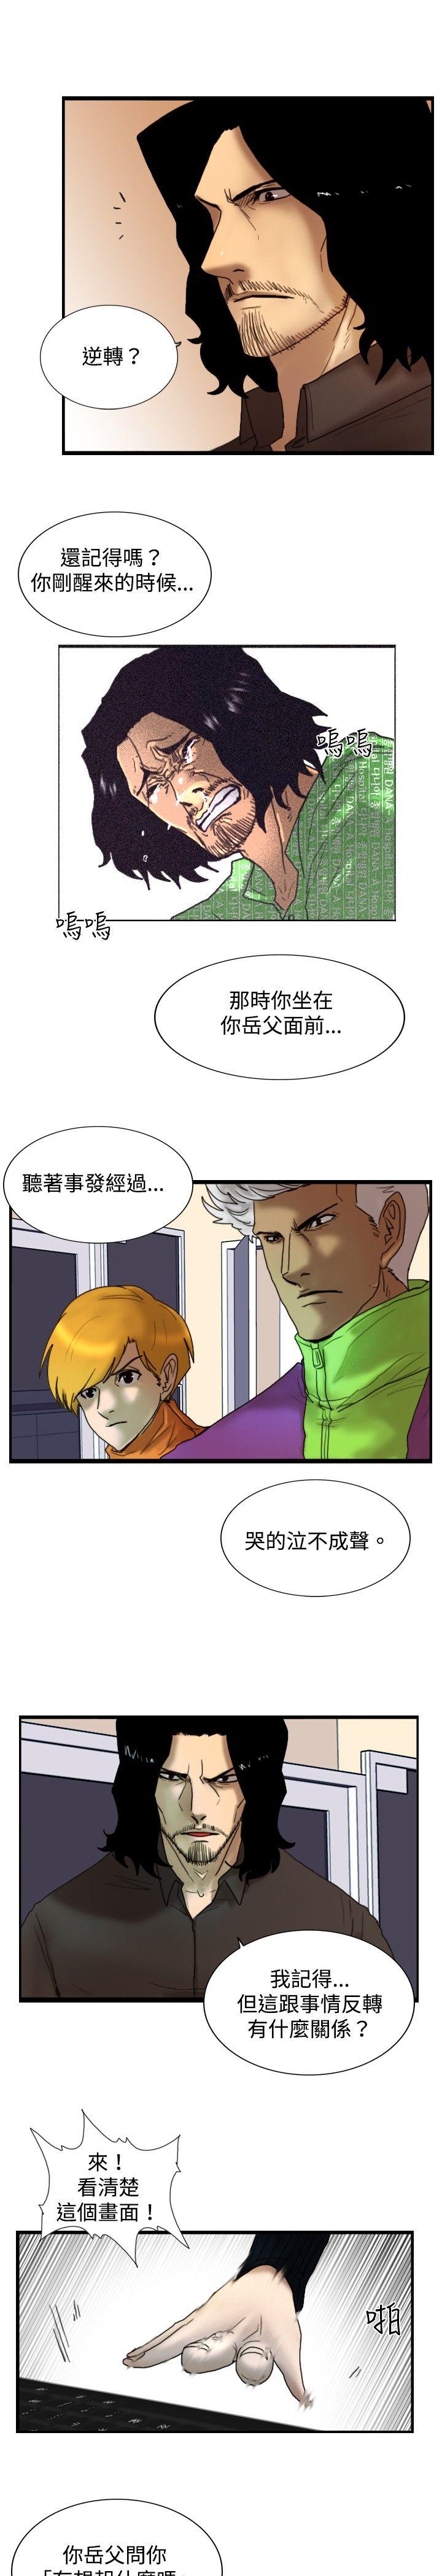 逆轉？
還記得嗎？
你剛醒來的時候...
嗚嗚
嗚嗚
那時你坐在
你岳父面前...
聽著事發經過...
哭的泣不成聲。
我記得...
但這跟事情反轉
有什麼關係？
來！
看清楚
這個畫面！
啪
你岳父問你